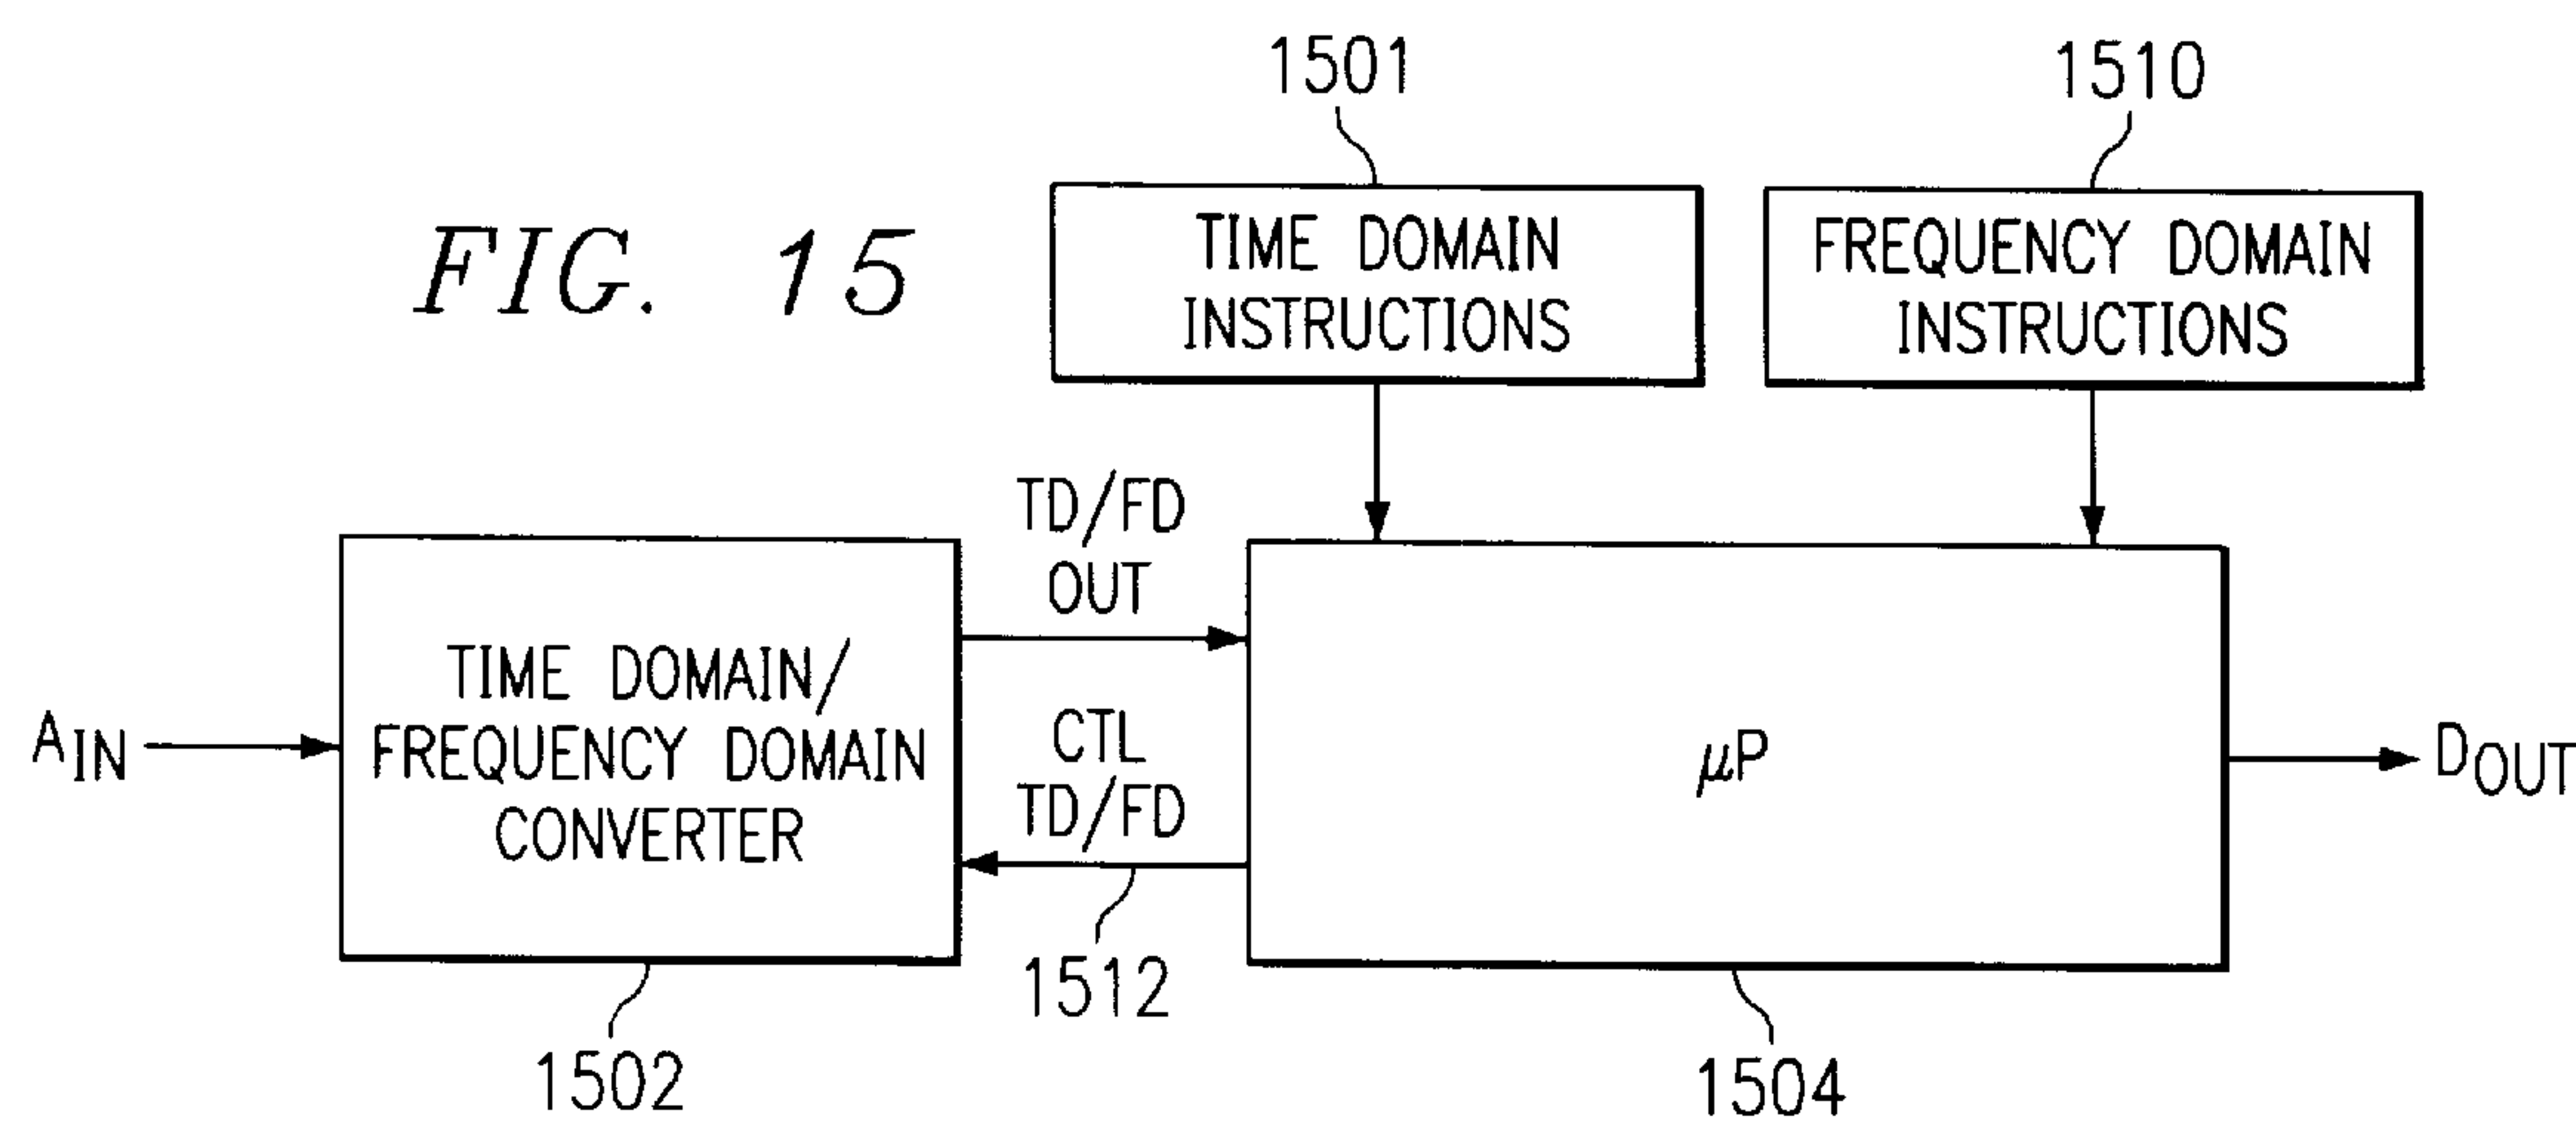 1501
1510
FIG. 15
TIME DOMAIN
INSTRUCTIONS
FREQUENCY DOMAIN
INSTRUCTIONS
TD/FD
OUT
TIME DOMAIN/
FREQUENCY DOMAIN
CONVERTER
AIN
CTL
TD/FD
μP
DOUT
1512
1502
1504